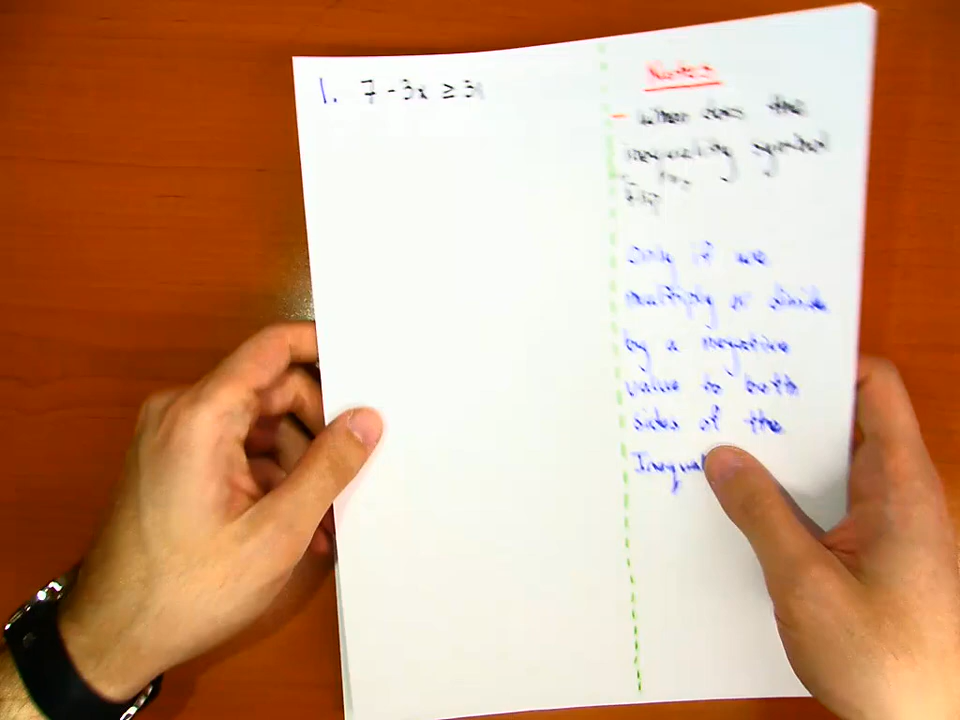 1. 7 - 3x ≥ 31
Notes
- When does the
inequality symbol
flip?
only if we
multiply or divide
by a negative
value to both
sides of the